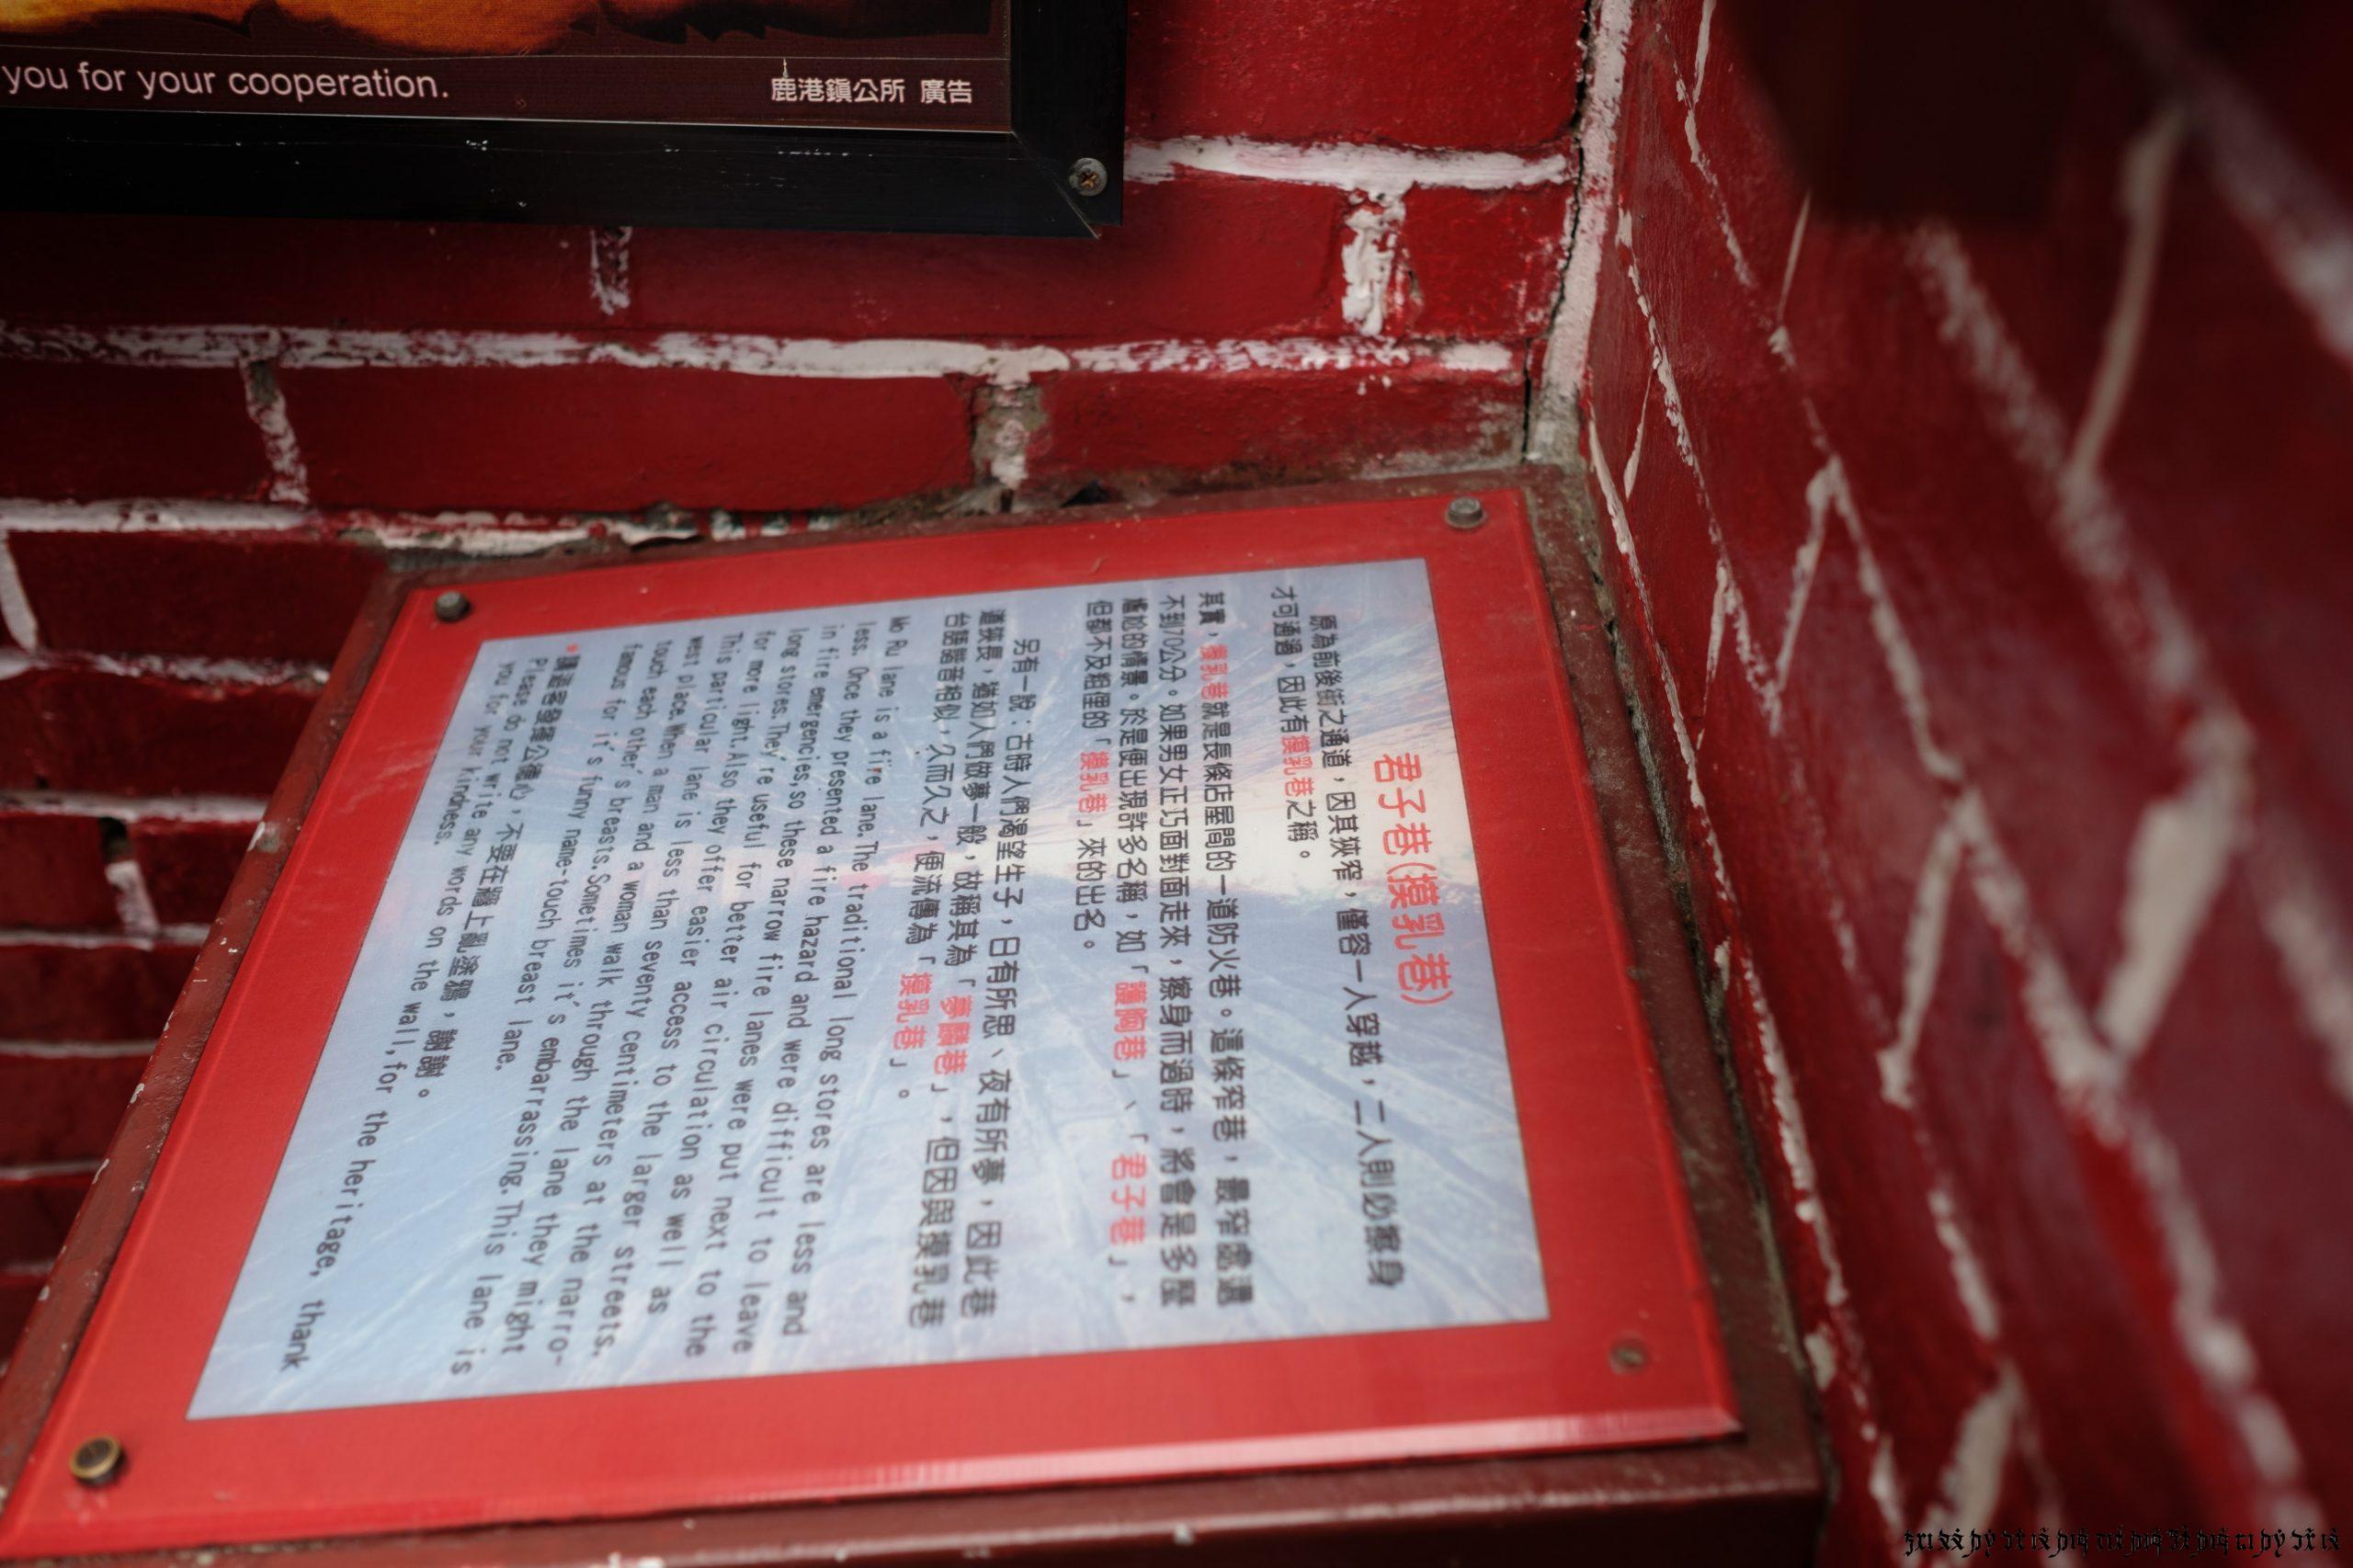 you for your cooperation.
鹿港鎮公所 廣告
君子巷(摸乳巷)
原為前後街之通道，因其狹窄，僅容一人穿越，二人則必擦身
才可通過，因此有摸乳巷之稱。
其實，摸乳巷就是長條店屋間的一道防火巷。這條窄巷，最窄處還
不到70公分。如果男女正巧面對面走來，擦身而過時，將會是多麼
尷尬的情景。於是便出現許多名稱，如「護胸巷」、「君子巷」，
但都不及粗俚的「摸乳巷」來的出名。
另有一說：古時人們渴望生子，日有所思、夜有所夢，因此巷
道狹長，猶如人們做夢一般，故稱其為「夢麟巷」，但因與摸乳巷
台語諧音相似，久而久之，便流傳為「摸乳巷」。
Mo Ru lane is a fire lane.The traditional long stores are less and
less. Once they presented a fire hazard and were difficult to leave
in fire emergencies,so these narrow fire lanes were put next to the
long stores.They're useful for better air circulation as well as
for more light.Also they offer easier access to the larger streets.
This particular lane is less than seventy centimeters at the narro-
west place.When a man and a woman walk through the lane they might
touch each other's breasts.Sometimes it's embarrassing.This lane is
famous for it's funny name-touch breast lane.
*請遊客發揮公德心，不要在牆上亂塗鴉，謝謝。
Please do not write any words on the wall,for the heritage, thank
you for your kindness.